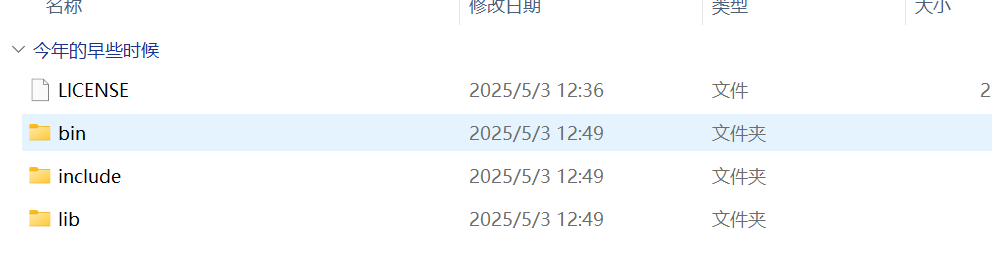 名称 修改日期 类型 大小
今年的早些时候
LICENSE 2025/5/3 12:36 文件 2
bin 2025/5/3 12:49 文件夹
include 2025/5/3 12:49 文件夹
lib 2025/5/3 12:49 文件夹